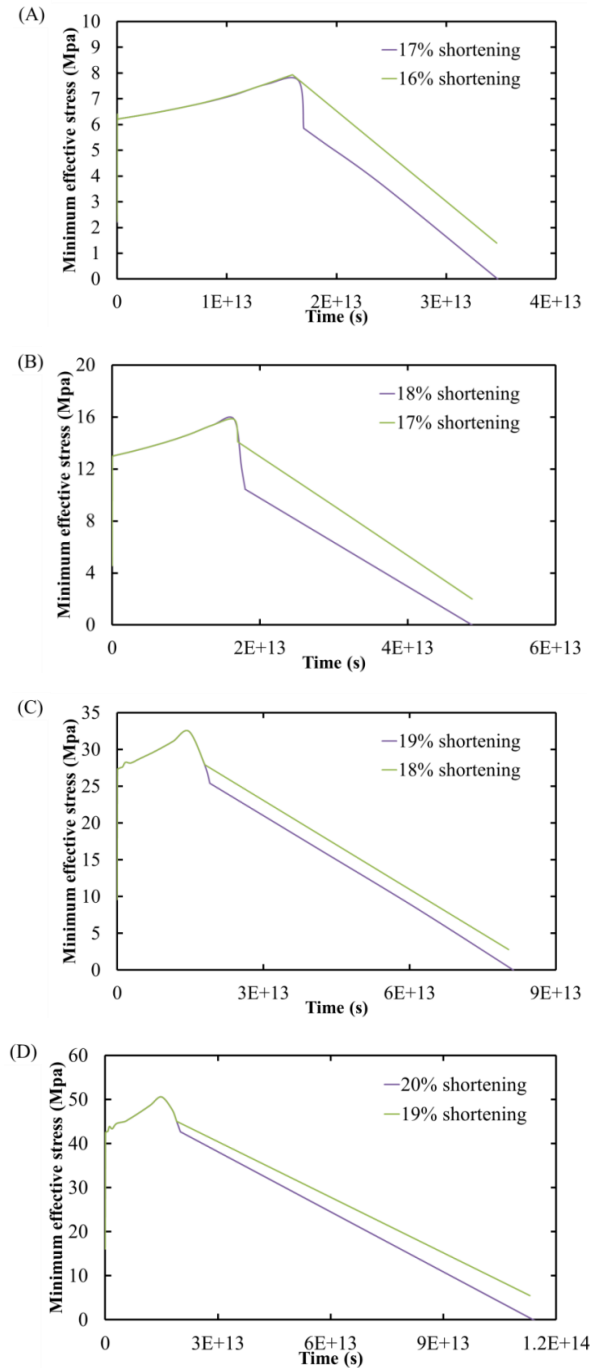 (A)
Minimum effective stress (Mpa)
10
9
8
7
6
5
4
3
2
1
0
17% shortening
16% shortening
0 1E+13 2E+13 3E+13 4E+13
Time (s)
(B)
Minimum effective stress (Mpa)
20
16
12
8
4
0
18% shortening
17% shortening
0 2E+13 4E+13 6E+13
Time (s)
(C)
Minimum effective stress (Mpa)
35
30
25
20
15
10
5
0
19% shortening
18% shortening
0 3E+13 6E+13 9E+13
Time (s)
(D)
Minimum effective stress (Mpa)
60
50
40
30
20
10
0
20% shortening
19% shortening
0 3E+13 6E+13 9E+13 1.2E+14
Time (s)